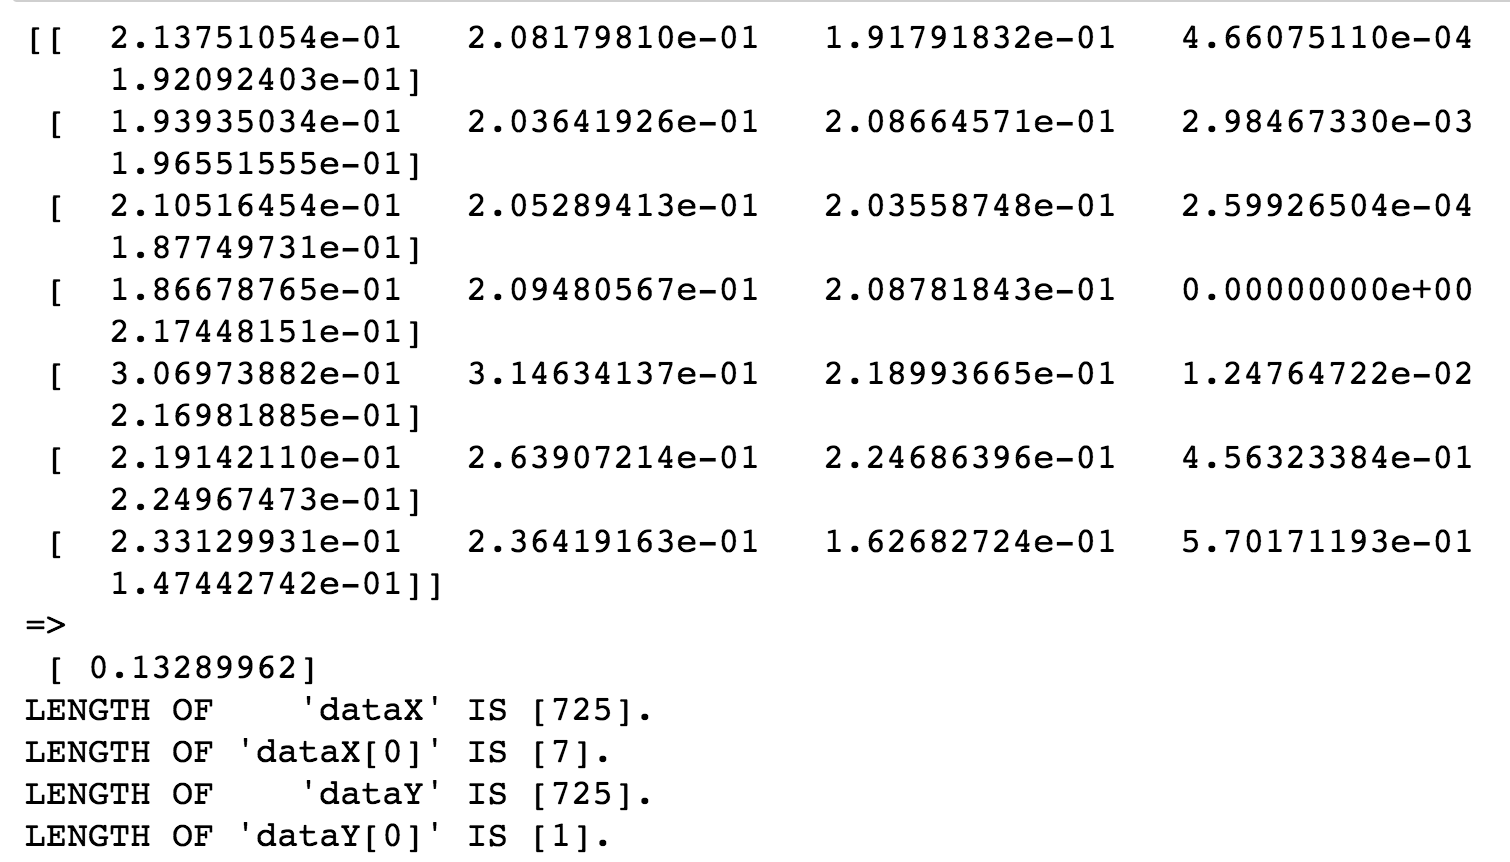 [[ 2.13751054e-01 2.08179810e-01 1.91791832e-01 4.66075110e-04
1.92092403e-01]
[ 1.93935034e-01 2.03641926e-01 2.08664571e-01 2.98467330e-03
1.96551555e-01]
[ 2.10516454e-01 2.05289413e-01 2.03558748e-01 2.59926504e-04
1.87749731e-01]
[ 1.86678765e-01 2.09480567e-01 2.08781843e-01 0.00000000e+00
2.17448151e-01]
[ 3.06973882e-01 3.14634137e-01 2.18993665e-01 1.24764722e-02
2.16981885e-01]
[ 2.19142110e-01 2.63907214e-01 2.24686396e-01 4.56323384e-01
2.24967473e-01]
[ 2.33129931e-01 2.36419163e-01 1.62682724e-01 5.70171193e-01
1.47442742e-01]]
=>
[ 0.13289962]
LENGTH OF 'dataX' IS [725].
LENGTH OF 'dataX[0]' IS [7].
LENGTH OF 'dataY' IS [725].
LENGTH OF 'dataY[0]' IS [1].